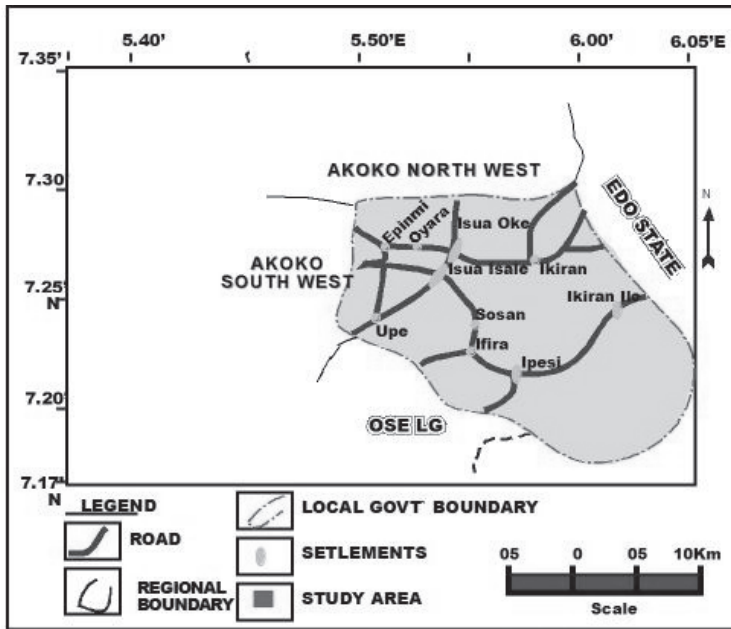 5.40' 5.50'E 6.00' 6.05'E
7.35'
7.30'
7.25'
N
7.20'
7.17'
N
AKOKO NORTH WEST
EDO STATE
N
Epinmi
Oyara
Isua Oke
AKOKO
SOUTH WEST
Isua Isale
Ikiran
Ikiran Ile
Upe
Sosan
Ifira
Ipesi
OSE LG
LEGEND
ROAD
REGIONAL
BOUNDARY
LOCAL GOVT BOUNDARY
SETLEMENTS
STUDY AREA
05 0 05 10Km
Scale